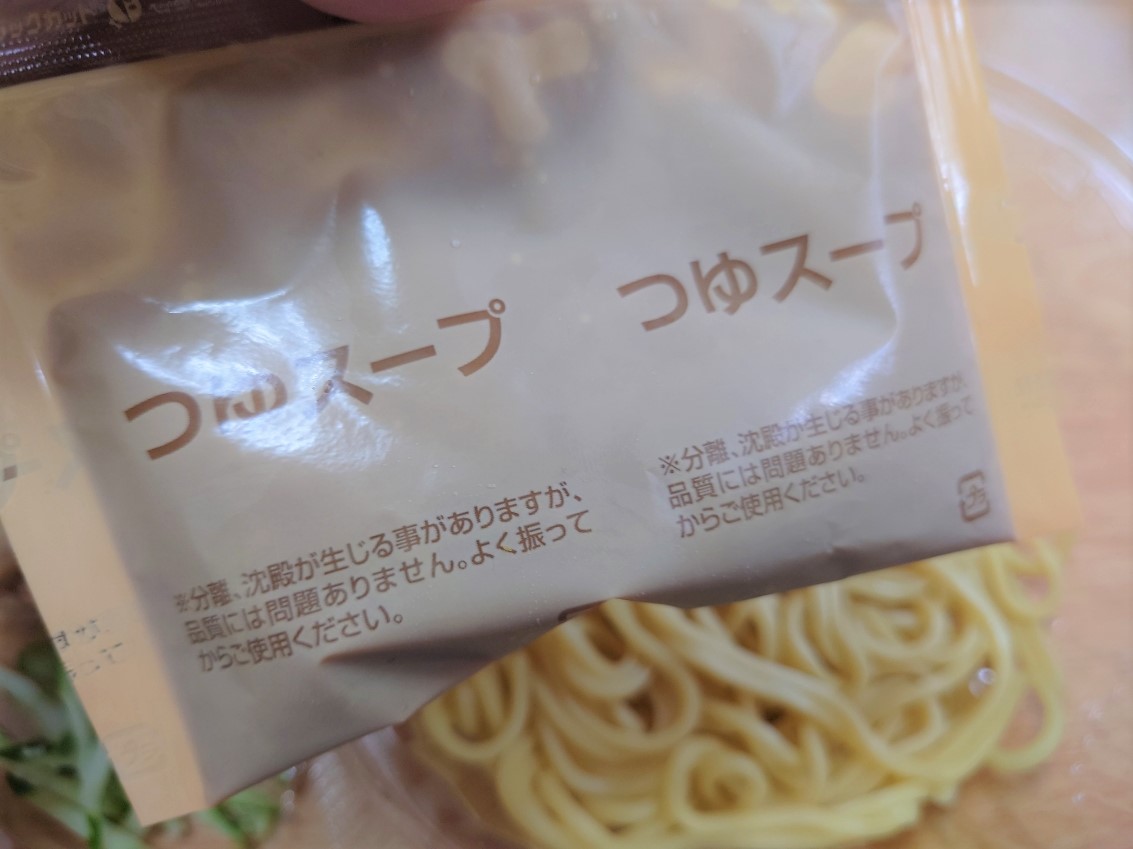 つゆスープ
※分離、沈殿が生じる事がありますが、
品質には問題ありません。よく振って
からご使用ください。
つゆスープ
※分離、沈殿が生じる事がありますが、
品質には問題ありません。よく振って
からご使用ください。